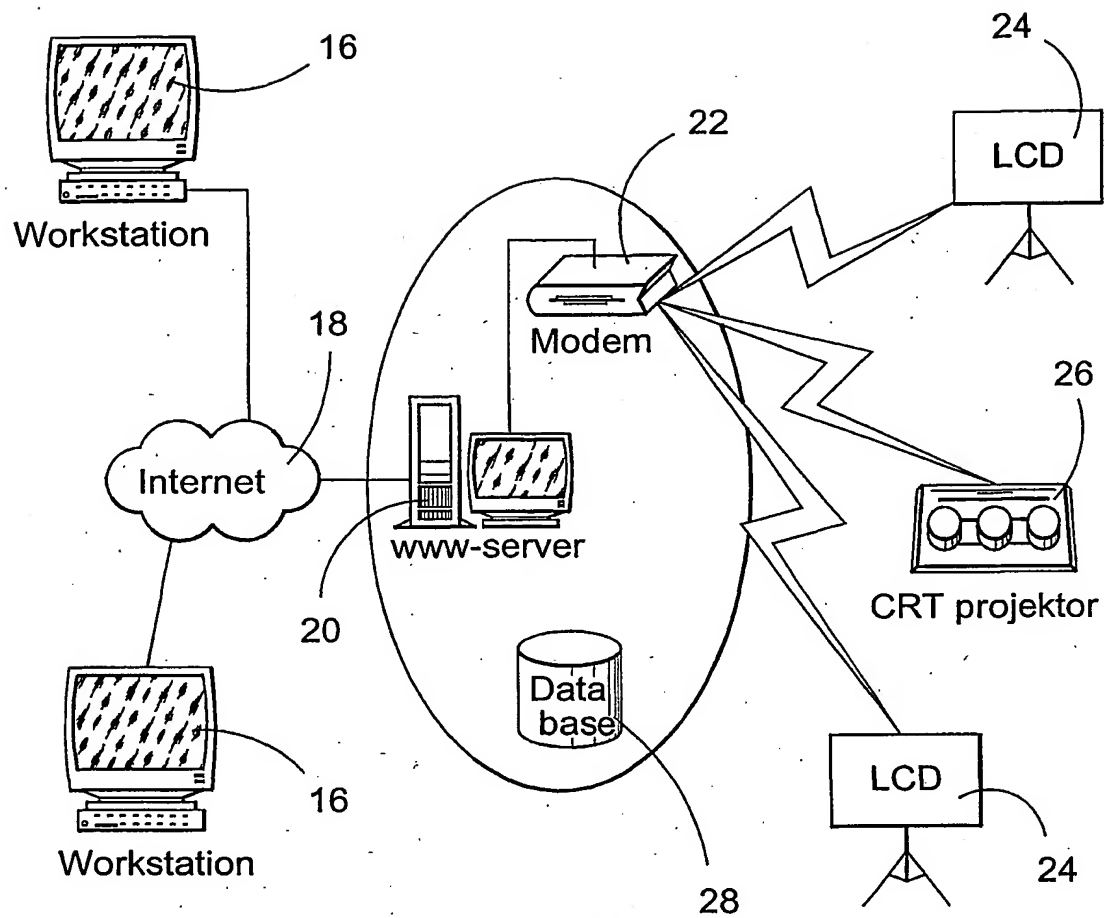 16
24
22
LCD
Workstation
18
Modem
26
Internet
www-server
CRT projektor
20
Data
base
16
LCD
Workstation
28
24